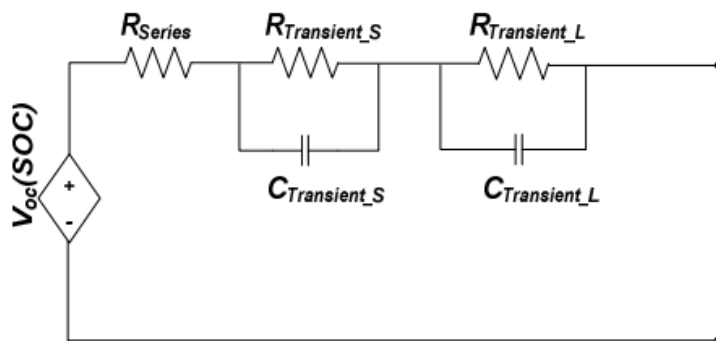 R_Series
R_Transient_S
R_Transient_L
V_oc(SOC)
+
-
C_Transient_S
C_Transient_L